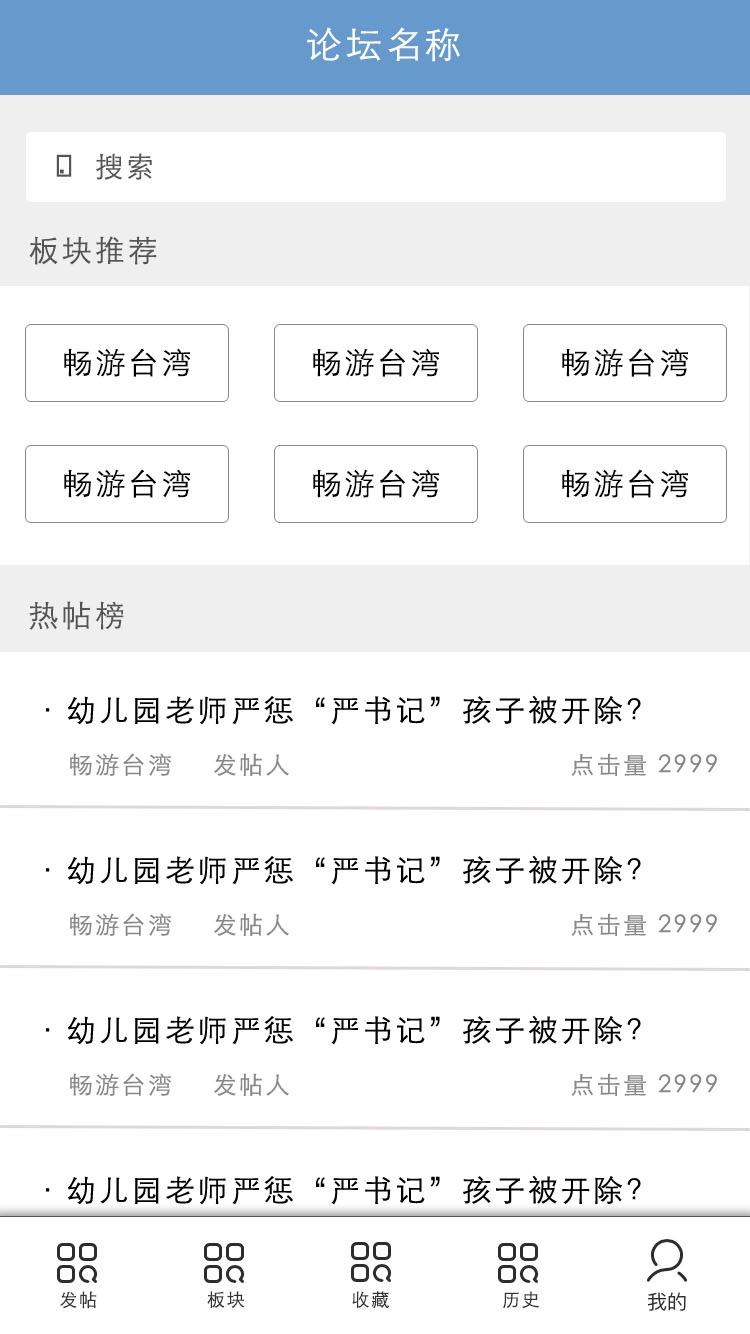 论坛名称
搜索
板块推荐
畅游台湾 畅游台湾 畅游台湾
畅游台湾 畅游台湾 畅游台湾
热帖榜
· 幼儿园老师严惩“严书记”孩子被开除?
畅游台湾 发帖人 点击量 2999
· 幼儿园老师严惩“严书记”孩子被开除?
畅游台湾 发帖人 点击量 2999
· 幼儿园老师严惩“严书记”孩子被开除?
畅游台湾 发帖人 点击量 2999
· 幼儿园老师严惩“严书记”孩子被开除?
发帖 板块 收藏 历史 我的